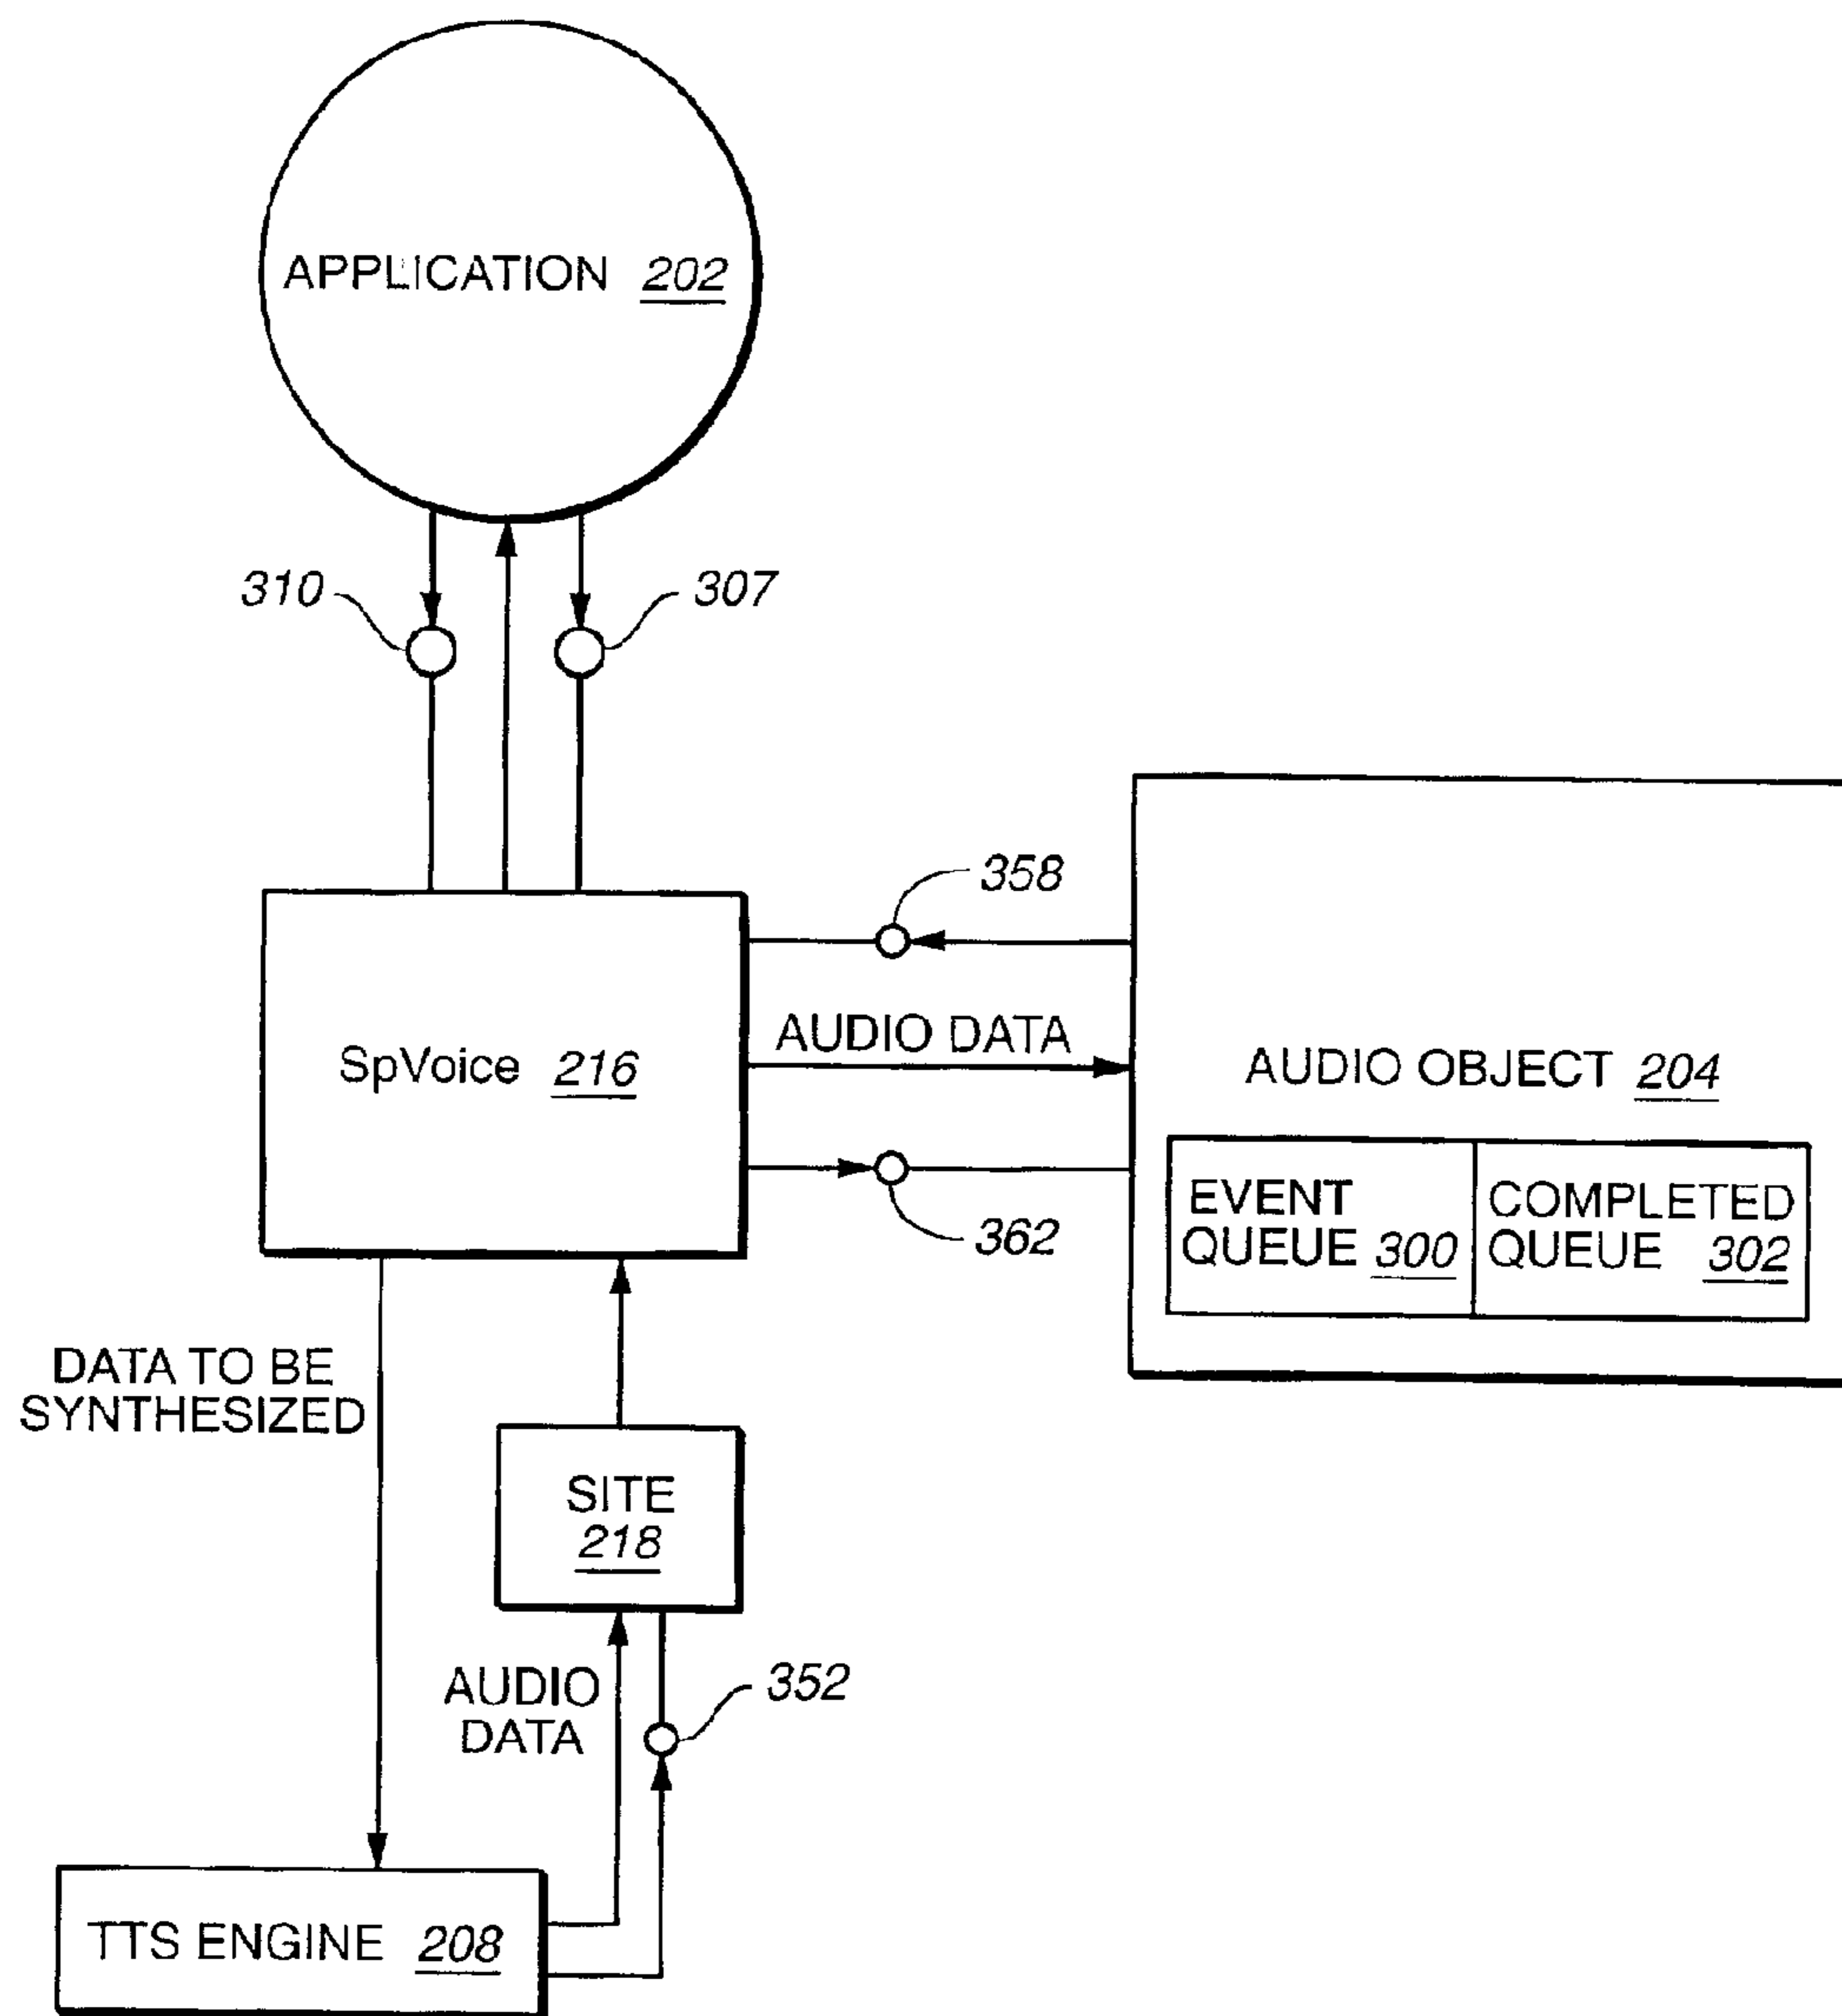 APPLICATION 202
310
307
358
AUDIO DATA
SpVoice 216
AUDIO OBJECT 204
EVENT QUEUE 300
COMPLETED QUEUE 302
362
DATA TO BE
SYNTHESIZED
SITE
218
AUDIO
DATA
352
TTS ENGINE 208